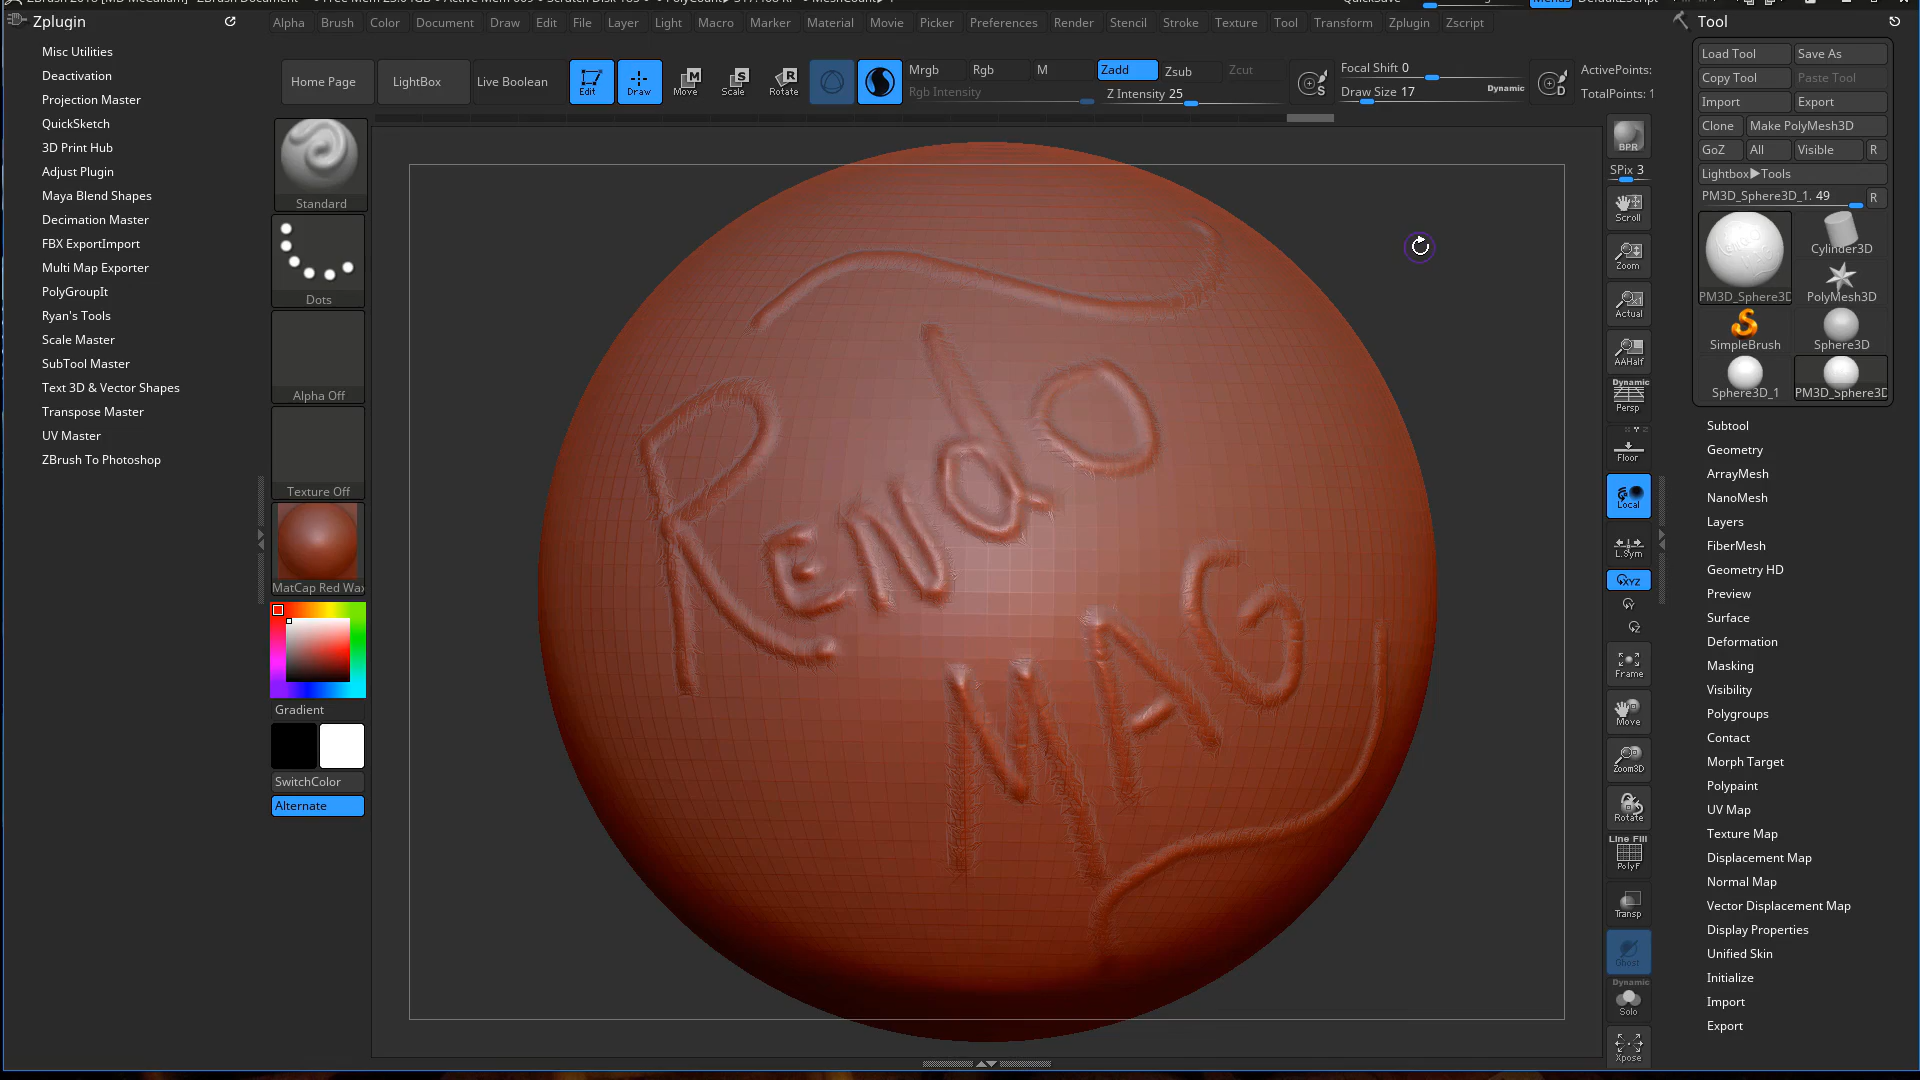 Zplugin
Alpha Brush Color Document Draw Edit File Layer Light Macro Marker Material Movie Picker Preferences Render Stencil Stroke Texture Tool Transform Zplugin Zscript
Tool
Misc Utilities
Deactivation
Projection Master
QuickSketch
3D Print Hub
Adjust Plugin
Maya Blend Shapes
Decimation Master
FBX ExportImport
Multi Map Exporter
PolyGroupIt
Ryan's Tools
Scale Master
SubTool Master
Text 3D & Vector Shapes
Transpose Master
UV Master
ZBrush To Photoshop
Home Page LightBox Live Boolean Edit Draw Move Scale Rotate
M S R
Mrgb Rgb M Zadd Zsub Zcut
Rgb Intensity Z Intensity 25
S Focal Shift 0 D ActivePoints:
Draw Size 17 Dynamic TotalPoints: 1
Standard
Dots
Alpha Off
Texture Off
MatCap Red Wax
Gradient
SwitchColor
Alternate
Rendo
MAG
BPR
SPix 3
Scroll
Zoom
Actual
AAHalf
Dynamic
Persp
X Y Z
Floor
Local
L.Sym
XYZ
Y
Z
Frame
Move
Zoom3D
Rotate
Line Fill
PolyF
Transp
Ghost
Dynamic
Solo
Xpose
Load Tool Save As
Copy Tool Paste Tool
Import Export
Clone Make PolyMesh3D
GoZ All Visible R
Lightbox▶Tools
PM3D_Sphere3D_1. 49 R
Cylinder3D
PM3D_Sphere3D PolyMesh3D
SimpleBrush Sphere3D
Sphere3D_1 PM3D_Sphere3D
Subtool
Geometry
ArrayMesh
NanoMesh
Layers
FiberMesh
Geometry HD
Preview
Surface
Deformation
Masking
Visibility
Polygroups
Contact
Morph Target
Polypaint
UV Map
Texture Map
Displacement Map
Normal Map
Vector Displacement Map
Display Properties
Unified Skin
Initialize
Import
Export